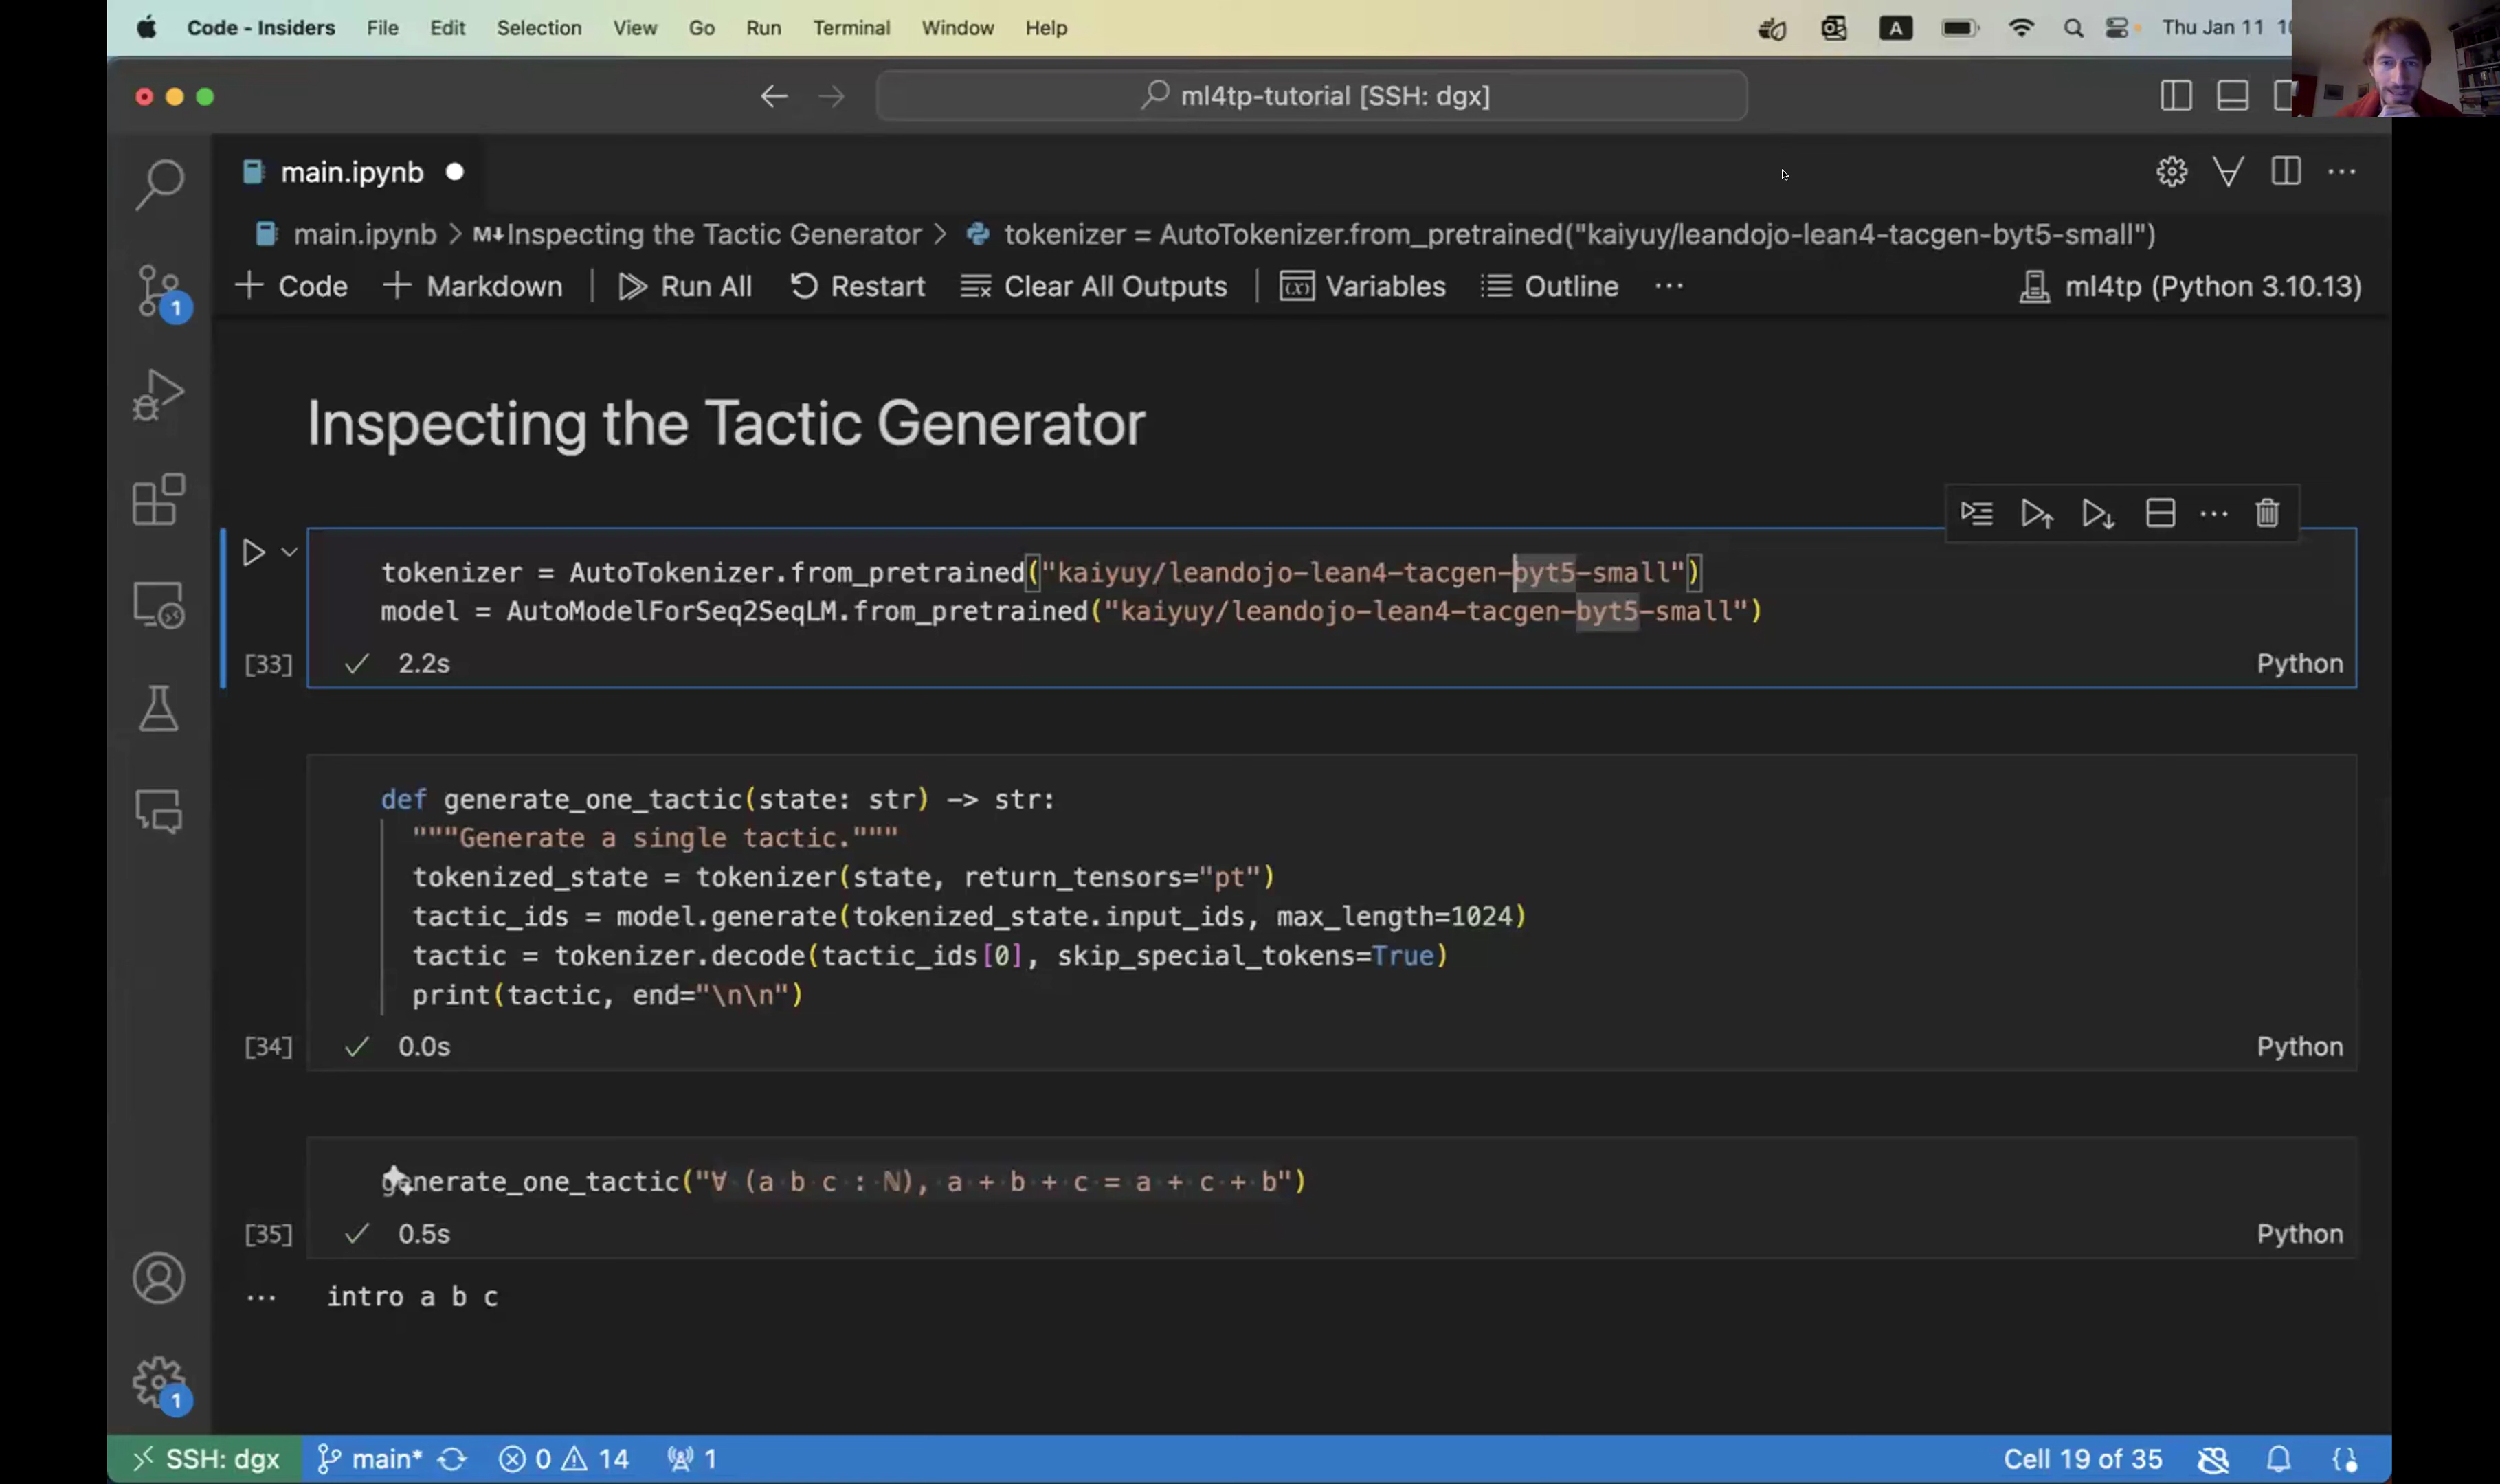 Code - Insiders File Edit Selection View Go Run Terminal Window Help A Thu Jan 11
ml4tp-tutorial [SSH: dgx]
main.ipynb
main.ipynb > M↓Inspecting the Tactic Generator > tokenizer = AutoTokenizer.from_pretrained("kaiyuy/leandojo-lean4-tacgen-byt5-small")
+ Code + Markdown | Run All Restart Clear All Outputs | Variables Outline ··· ml4tp (Python 3.10.13)
1
Inspecting the Tactic Generator
tokenizer = AutoTokenizer.from_pretrained("kaiyuy/leandojo-lean4-tacgen-byt5-small")
model = AutoModelForSeq2SeqLM.from_pretrained("kaiyuy/leandojo-lean4-tacgen-byt5-small")
[33] ✓ 2.2s Python
def generate_one_tactic(state: str) -> str:
"""Generate a single tactic."""
tokenized_state = tokenizer(state, return_tensors="pt")
tactic_ids = model.generate(tokenized_state.input_ids, max_length=1024)
tactic = tokenizer.decode(tactic_ids[0], skip_special_tokens=True)
print(tactic, end="\n\n")
[34] ✓ 0.0s Python
generate_one_tactic("∀ (a b c : ℕ), a + b + c = a + c + b")
[35] ✓ 0.5s Python
··· intro a b c
1
SSH: dgx main* 0 14 1 Cell 19 of 35